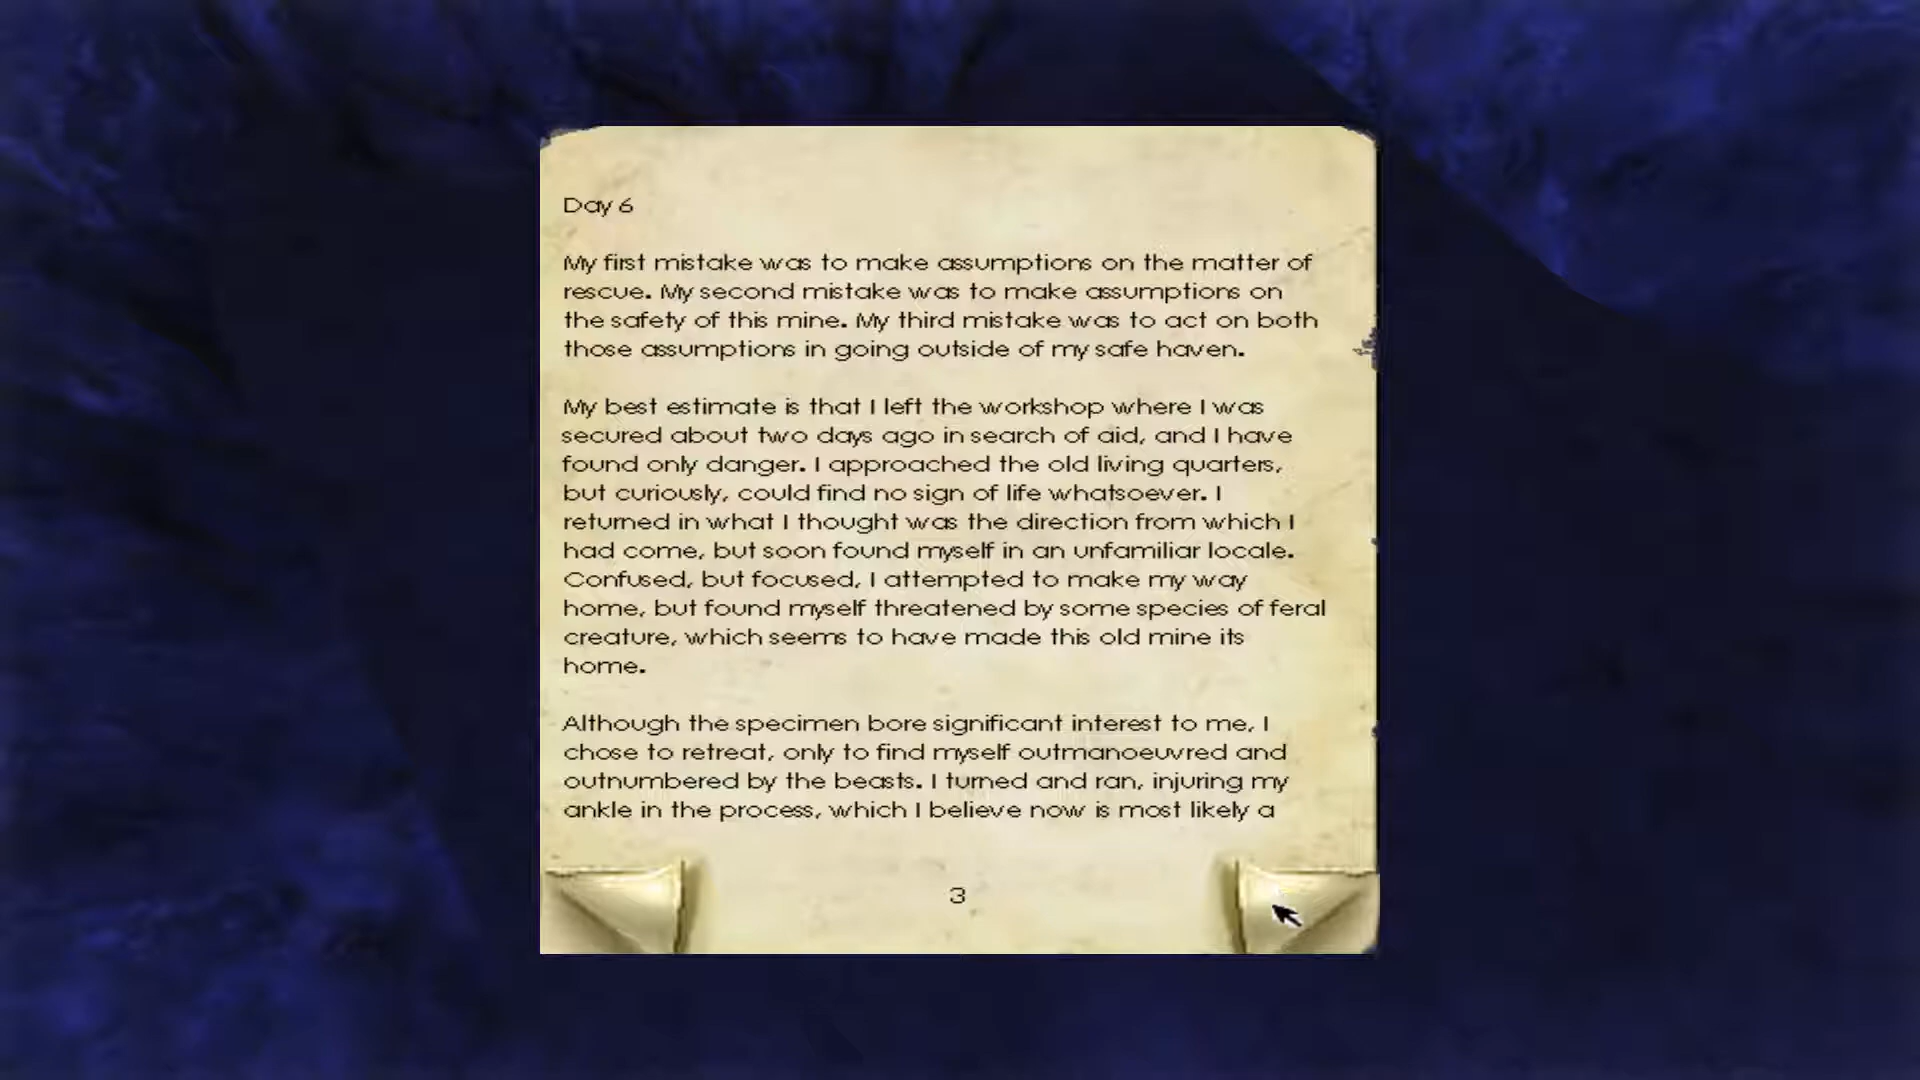 Day 6
My first mistake was to make assumptions on the matter of
rescue. My second mistake was to make assumptions on
the safety of this mine. My third mistake was to act on both
those assumptions in going outside of my safe haven.
My best estimate is that I left the workshop where I was
secured about two days ago in search of aid, and I have
found only danger. I approached the old living quarters,
but curiously, could find no sign of life whatsoever. I
returned in what I thought was the direction from which I
had come, but soon found myself in an unfamiliar locale.
Confused, but focused, I attempted to make my way
home, but found myself threatened by some species of feral
creature, which seems to have made this old mine its
home.
Although the specimen bore significant interest to me, I
chose to retreat, only to find myself outmanoeuvred and
outnumbered by the beasts. I turned and ran, injuring my
ankle in the process, which I believe now is most likely a
3